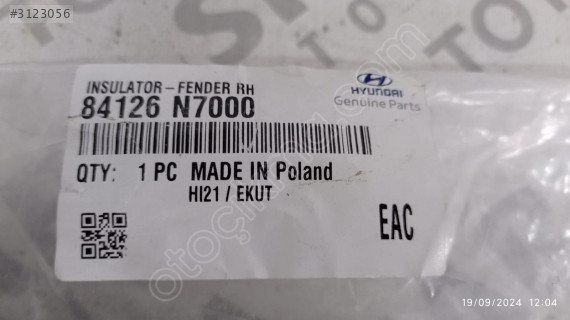 #3123056
INSULATOR-FENDER RH
84126 N7000
HYUNDAI
Genuine Parts
QTY: 1 PC MADE IN Poland
HI21 / EKUT
EAC
19/09/2024 12:04